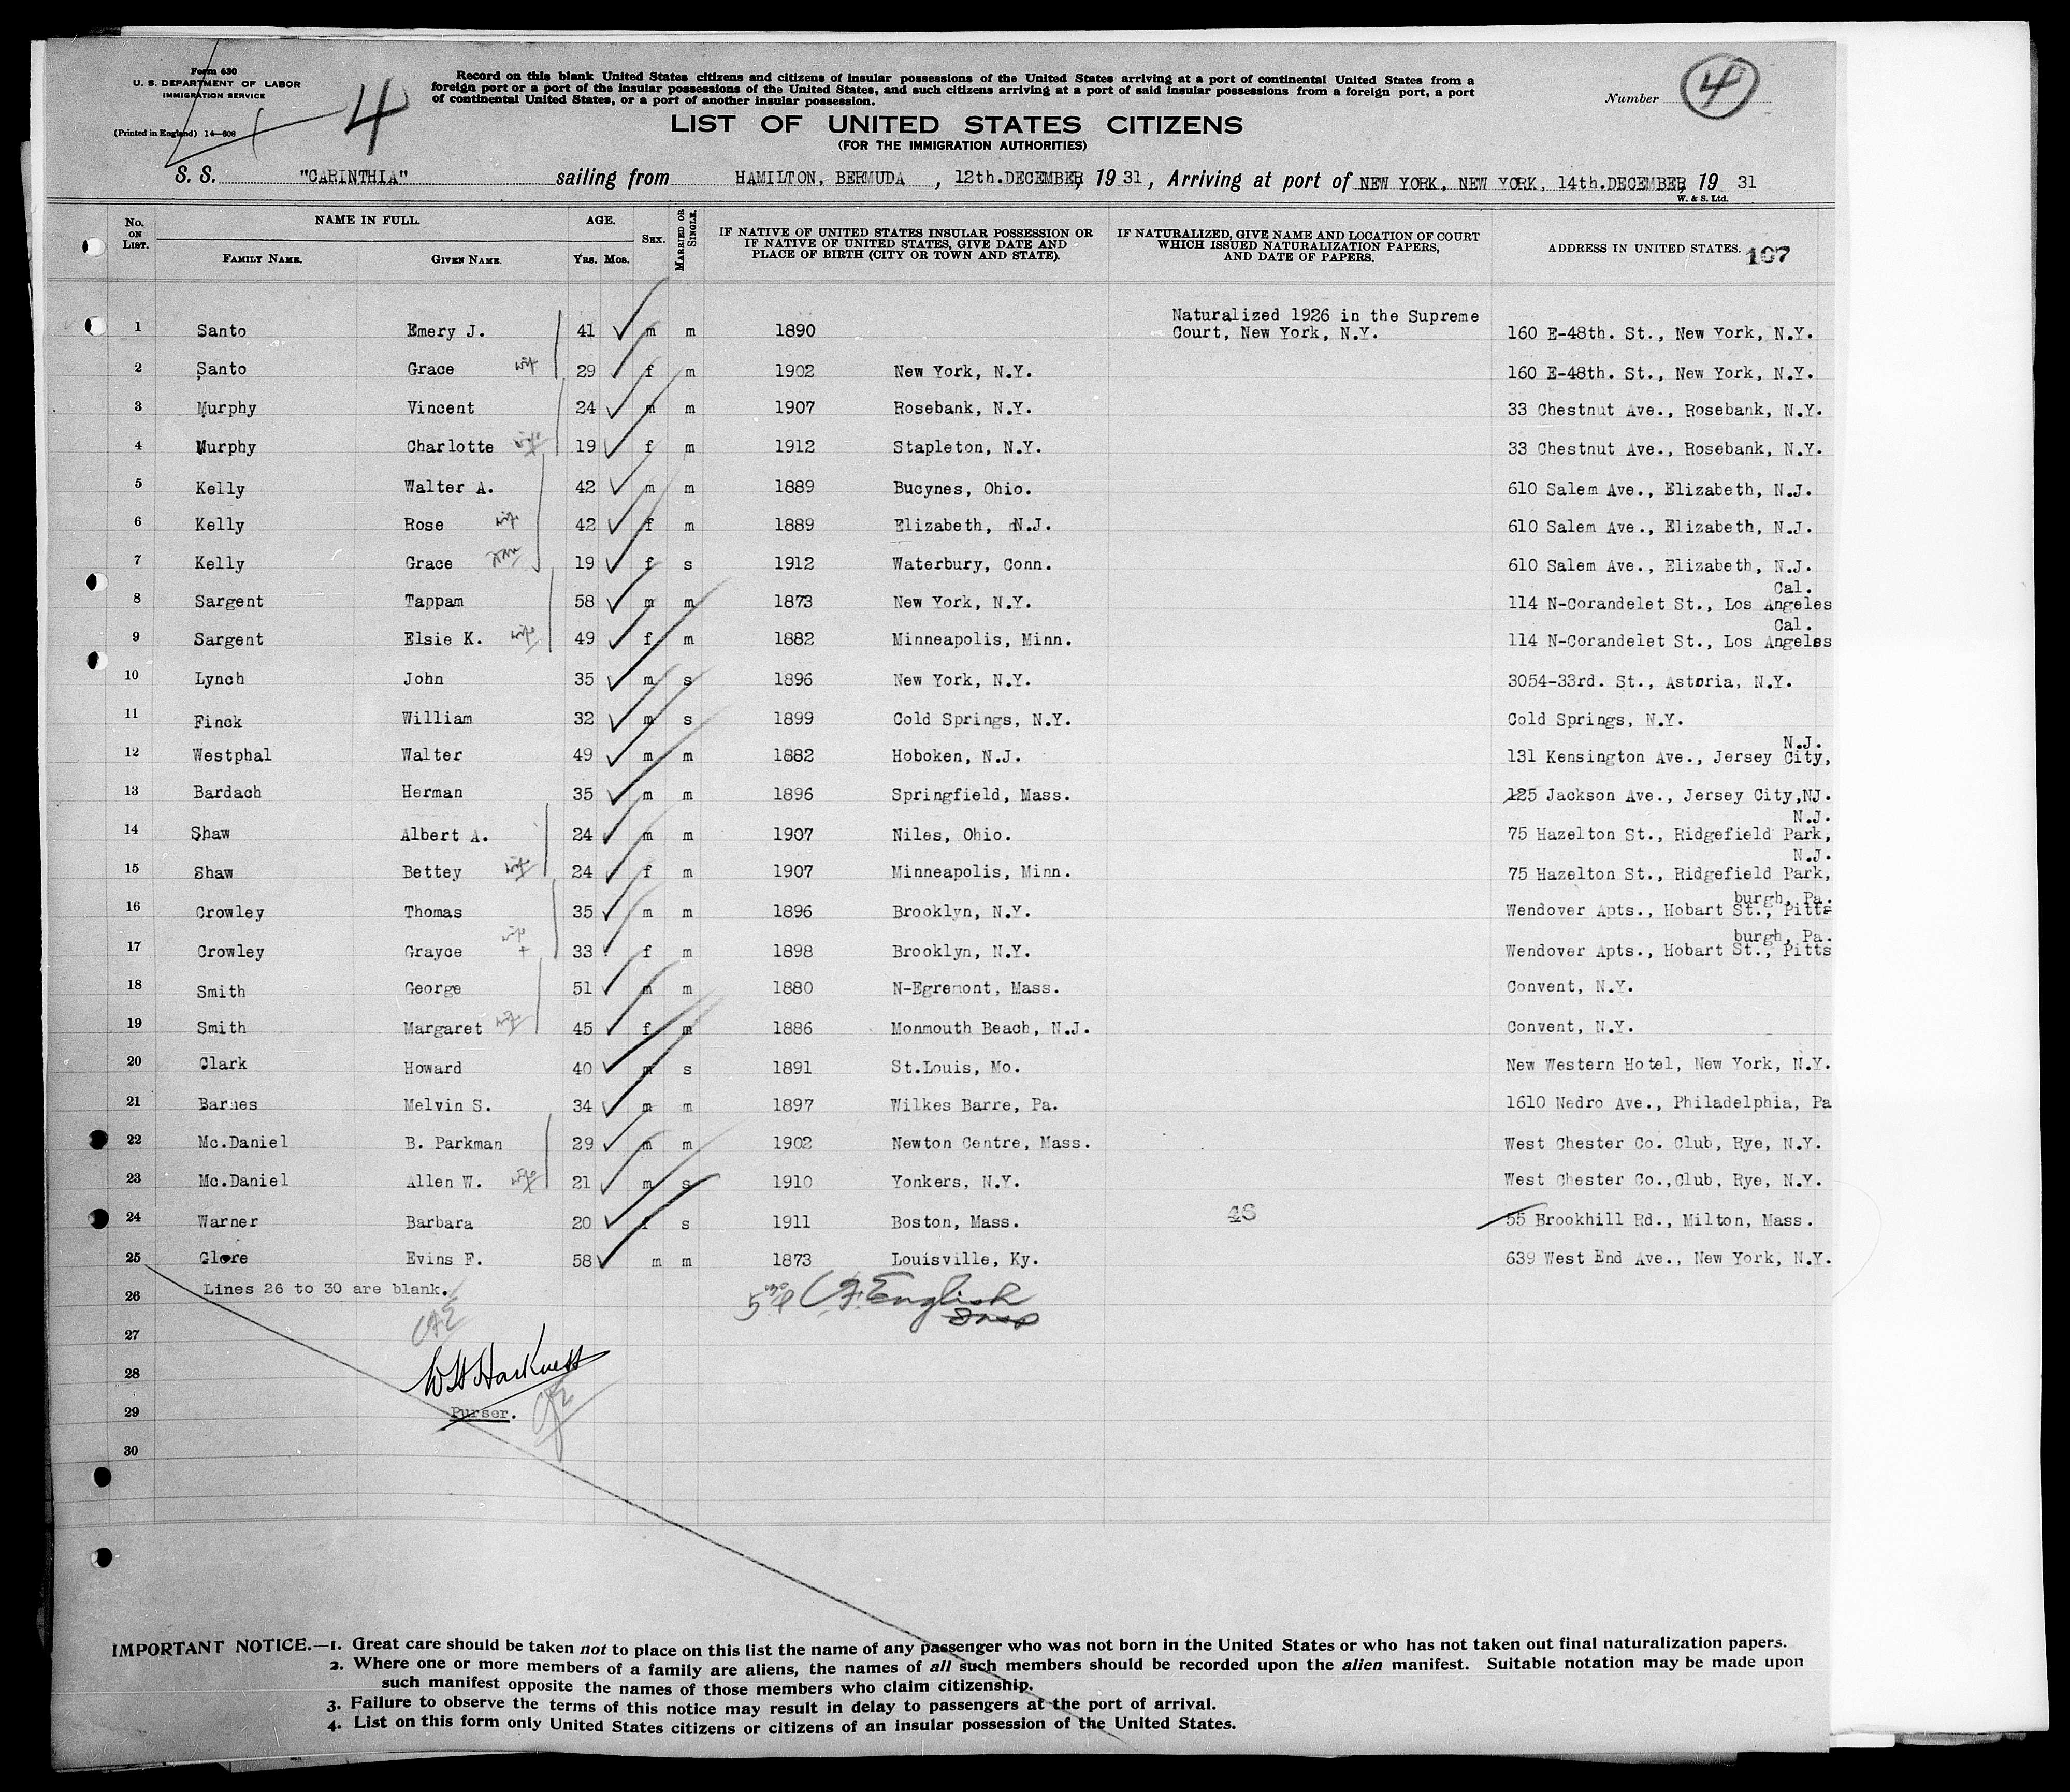 Form 630
U. S. DEPARTMENT OF LABOR
IMMIGRATION SERVICE
(Printed in England) 14—608
4
Record on this blank United States citizens and citizens of insular possessions of the United States arriving at a port of continental United States from a
foreign port or a port of the insular possessions of the United States, and such citizens arriving at a port of said insular possessions from a foreign port, a port
of continental United States, or a port of another insular possession.
Number 4
LIST OF UNITED STATES CITIZENS
(FOR THE IMMIGRATION AUTHORITIES)
S. S. "CARINTHIA" sailing from HAMILTON, BERMUDA, 12th.DECEMBER, 19 31, Arriving at port of NEW YORK, NEW YORK, 14th.DECEMBER, 19 31
W. & S. Ltd.
No. ON LIST. NAME IN FULL. FAMILY NAME. GIVEN NAME. AGE. YRS. MOS. SEX. MARRIED OR SINGLE. IF NATIVE OF UNITED STATES INSULAR POSSESSION OR IF NATIVE OF UNITED STATES, GIVE DATE AND PLACE OF BIRTH (CITY OR TOWN AND STATE). IF NATURALIZED, GIVE NAME AND LOCATION OF COURT WHICH ISSUED NATURALIZATION PAPERS, AND DATE OF PAPERS. ADDRESS IN UNITED STATES. 107
1 Santo Emery J. 41 m m 1890 Naturalized 1926 in the Supreme Court, New York, N.Y. 160 E-48th. St., New York, N.Y.
2 Santo Grace wife 29 f m 1902 New York, N.Y. 160 E-48th. St., New York, N.Y.
3 Murphy Vincent 24 m m 1907 Rosebank, N.Y. 33 Chestnut Ave., Rosebank, N.Y.
4 Murphy Charlotte wife 19 f m 1912 Stapleton, N.Y. 33 Chestnut Ave., Rosebank, N.Y.
5 Kelly Walter A. 42 m m 1889 Bucynes, Ohio. 610 Salem Ave., Elizabeth, N.J.
6 Kelly Rose wife 42 f m 1889 Elizabeth, N.J. 610 Salem Ave., Elizabeth, N.J.
7 Kelly Grace 19 f s 1912 Waterbury, Conn. 610 Salem Ave., Elizabeth, N.J.
8 Sargent Tappam 58 m m 1873 New York, N.Y. 114 N-Corandelet St., Los Angeles Cal.
9 Sargent Elsie K. wife 49 f m 1882 Minneapolis, Minn. 114 N-Corandelet St., Los Angeles Cal.
10 Lynch John 35 m s 1896 New York, N.Y. 3054-33rd. St., Astoria, N.Y.
11 Finck William 32 m s 1899 Cold Springs, N.Y. Cold Springs, N.Y.
12 Westphal Walter 49 m m 1882 Hoboken, N.J. 131 Kensington Ave., Jersey City, N.J.
13 Bardach Herman 35 m m 1896 Springfield, Mass. 125 Jackson Ave., Jersey City,NJ.
14 Shaw Albert A. 24 m m 1907 Niles, Ohio. 75 Hazelton St., Ridgefield Park, N.J.
15 Shaw Bettey wife 24 f m 1907 Minneapolis, Minn. 75 Hazelton St., Ridgefield Park, N.J.
16 Crowley Thomas 35 m m 1896 Brooklyn, N.Y. Wendover Apts., Hobart St., Pittsburgh, Pa.
17 Crowley Grayce wife + 33 f m 1898 Brooklyn, N.Y. Wendover Apts., Hobart St., Pittsburgh, Pa.
18 Smith George 51 m m 1880 N-Egremont, Mass. Convent, N.Y.
19 Smith Margaret wife 45 f m 1886 Monmouth Beach, N.J. Convent, N.Y.
20 Clark Howard 40 m s 1891 St.Louis, Mo. New Western Hotel, New York, N.Y.
21 Barnes Melvin S. 34 m m 1897 Wilkes Barre, Pa. 1610 Nedro Ave., Philadelphia, Pa
22 Mc.Daniel B. Parkman 29 m m 1902 Newton Centre, Mass. West Chester Co. Club, Rye, N.Y.
23 Mc.Daniel Allen W. wife 21 m s 1910 Yonkers, N.Y. West Chester Co.,Club, Rye, N.Y.
24 Warner Barbara 20 f s 1911 Boston, Mass. 46 55 Brookhill Rd., Milton, Mass.
25 Glore Evins F. 58 m m 1873 Louisville, Ky. 639 West End Ave., New York, N.Y.
26 Lines 26 to 30 are blank. English
27
28 W H Harkness
29 Purser.
30
IMPORTANT NOTICE.—1. Great care should be taken not to place on this list the name of any passenger who was not born in the United States or who has not taken out final naturalization papers.
2. Where one or more members of a family are aliens, the names of all such members should be recorded upon the alien manifest. Suitable notation may be made upon
such manifest opposite the names of those members who claim citizenship.
3. Failure to observe the terms of this notice may result in delay to passengers at the port of arrival.
4. List on this form only United States citizens or citizens of an insular possession of the United States.